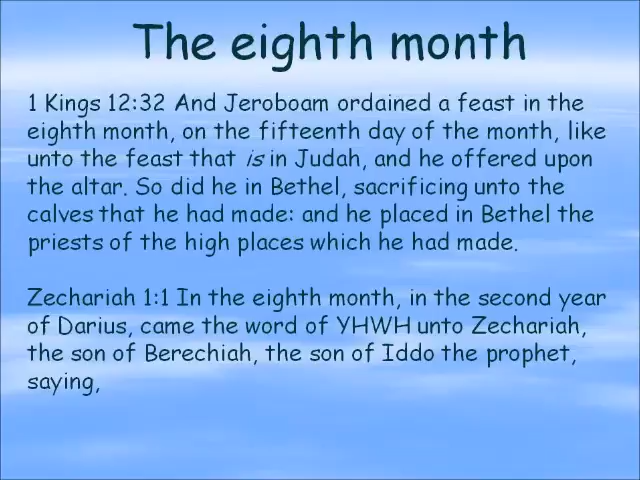 The eighth month
1 Kings 12:32 And Jeroboam ordained a feast in the
eighth month, on the fifteenth day of the month, like
unto the feast that is in Judah, and he offered upon
the altar. So did he in Bethel, sacrificing unto the
calves that he had made: and he placed in Bethel the
priests of the high places which he had made.
Zechariah 1:1 In the eighth month, in the second year
of Darius, came the word of YHWH unto Zechariah,
the son of Berechiah, the son of Iddo the prophet,
saying,